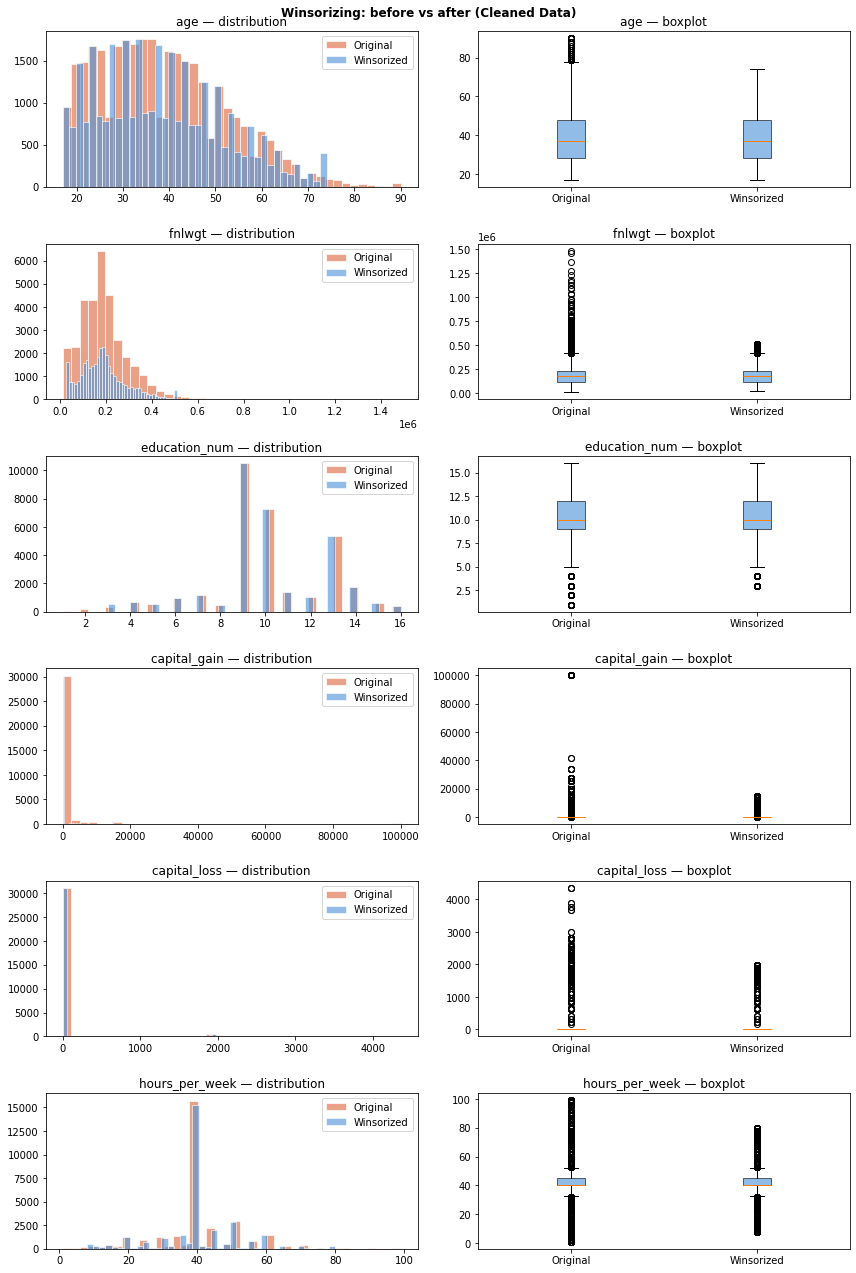 Winsorizing: before vs after (Cleaned Data)
age — distribution
1500
1000
500
0
20 30 40 50 60 70 80 90
Original
Winsorized
age — boxplot
80
60
40
20
Original Winsorized
fnlwgt — distribution
6000
5000
4000
3000
2000
1000
0
0.0 0.2 0.4 0.6 0.8 1.0 1.2 1.4
1e6
Original
Winsorized
fnlwgt — boxplot
1e6
1.50
1.25
1.00
0.75
0.50
0.25
0.00
Original Winsorized
education_num — distribution
10000
8000
6000
4000
2000
0
2 4 6 8 10 12 14 16
Original
Winsorized
education_num — boxplot
15.0
12.5
10.0
7.5
5.0
2.5
Original Winsorized
capital_gain — distribution
30000
25000
20000
15000
10000
5000
0
0 20000 40000 60000 80000 100000
Original
Winsorized
capital_gain — boxplot
100000
80000
60000
40000
20000
0
Original Winsorized
capital_loss — distribution
30000
25000
20000
15000
10000
5000
0
0 1000 2000 3000 4000
Original
Winsorized
capital_loss — boxplot
4000
3000
2000
1000
0
Original Winsorized
hours_per_week — distribution
15000
12500
10000
7500
5000
2500
0
0 20 40 60 80 100
Original
Winsorized
hours_per_week — boxplot
100
80
60
40
20
0
Original Winsorized